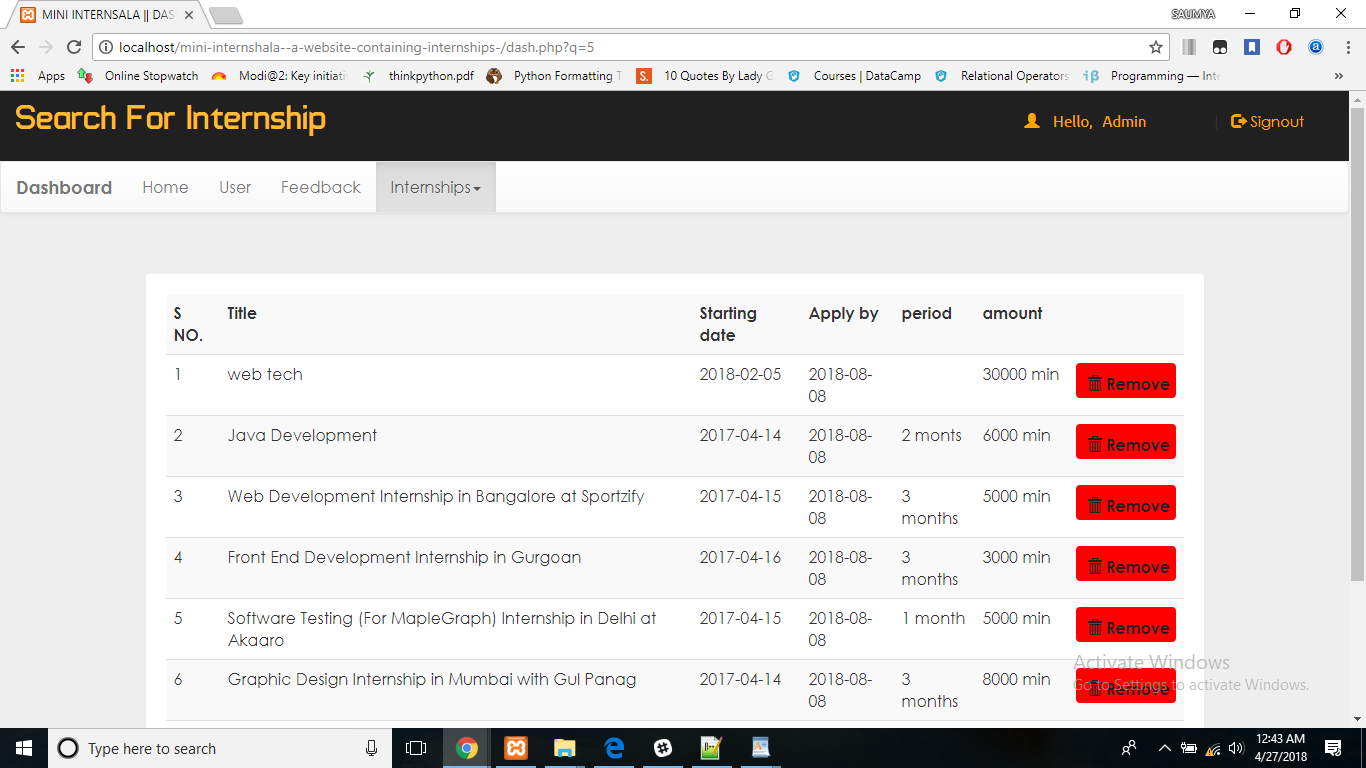 MINI INTERNSALA || DAS
SAUMYA
localhost/mini-internshala--a-website-containing-internships-/dash.php?q=5
Apps Online Stopwatch Modi@2: Key initiati thinkpython.pdf Python Formatting T S. 10 Quotes By Lady G Courses | DataCamp Relational Operators Programming — Inte »
Search For Internship
Hello, Admin | Signout
Dashboard Home User Feedback Internships
S NO. Title Starting date Apply by period amount
1 web tech 2018-02-05 2018-08-08 30000 min Remove
2 Java Development 2017-04-14 2018-08-08 2 monts 6000 min Remove
3 Web Development Internship in Bangalore at Sportzify 2017-04-15 2018-08-08 3 months 5000 min Remove
4 Front End Development Internship in Gurgoan 2017-04-16 2018-08-08 3 months 3000 min Remove
5 Software Testing (For MapleGraph) Internship in Delhi at Akaaro 2017-04-15 2018-08-08 1 month 5000 min Remove
6 Graphic Design Internship in Mumbai with Gul Panag 2017-04-14 2018-08-08 3 months 8000 min Remove
Activate Windows
Go to Settings to activate Windows.
Type here to search
12:43 AM
4/27/2018